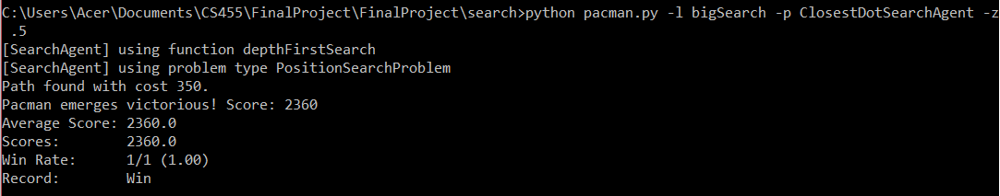 C:\Users\Acer\Documents\CS455\FinalProject\FinalProject\search>python pacman.py -l bigSearch -p ClosestDotSearchAgent -z
.5
[SearchAgent] using function depthFirstSearch
[SearchAgent] using problem type PositionSearchProblem
Path found with cost 350.
Pacman emerges victorious! Score: 2360
Average Score: 2360.0
Scores:        2360.0
Win Rate:      1/1 (1.00)
Record:        Win